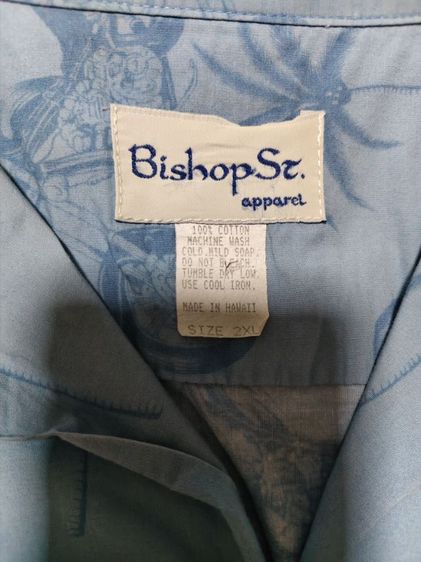 BishopSt.
apparel
100% COTTON
MACHINE WASH
COLD.MILD SOAP.
DO NOT BLEACH.
TUMBLE DRY LOW.
USE COOL IRON.
MADE IN HAWAII
SIZE 2XL